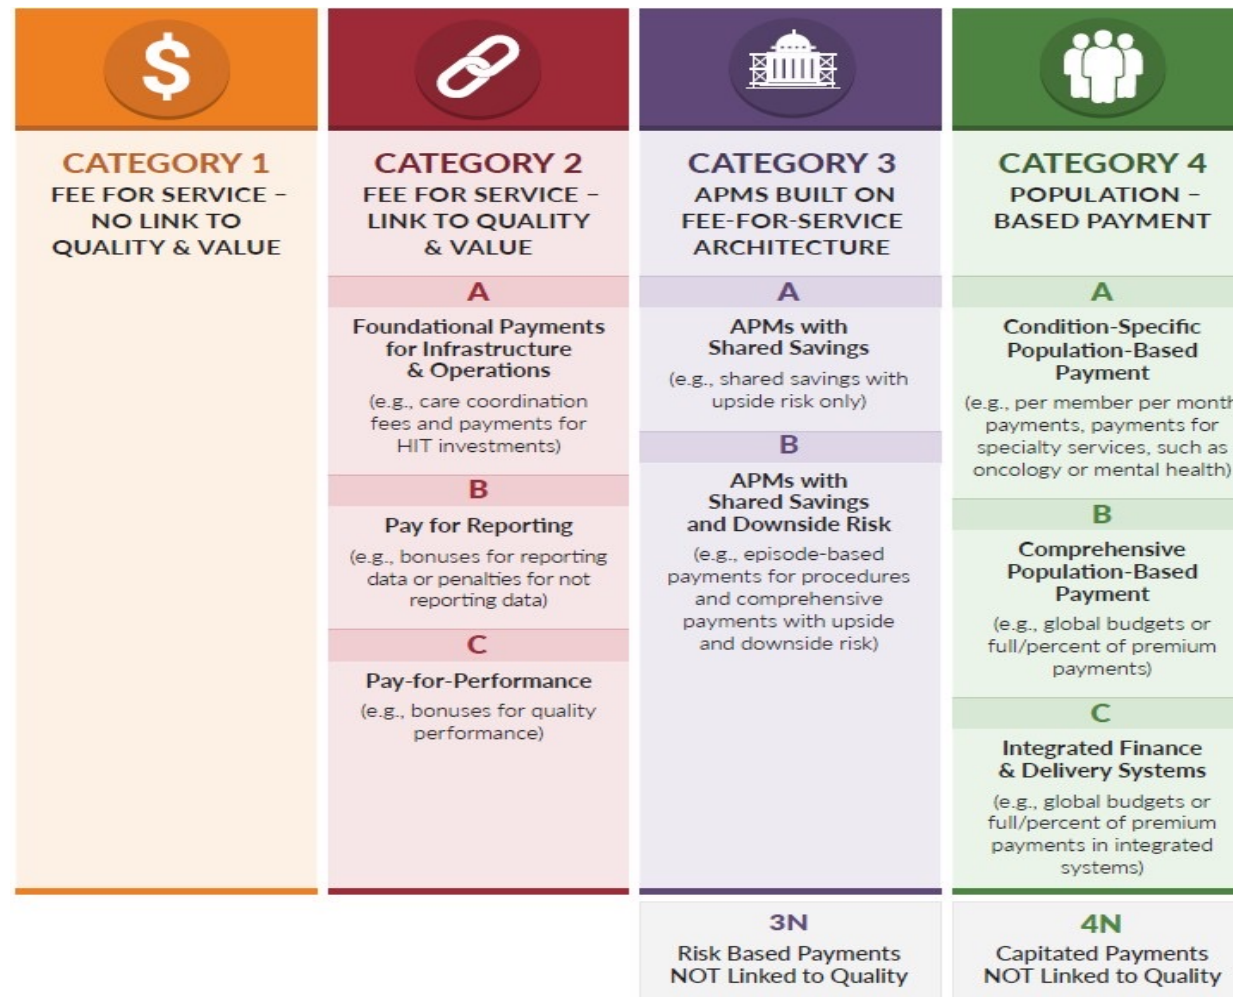 $
CATEGORY 1
FEE FOR SERVICE –
NO LINK TO
QUALITY & VALUE
CATEGORY 2
FEE FOR SERVICE –
LINK TO QUALITY
& VALUE
A
Foundational Payments
for Infrastructure
& Operations
(e.g., care coordination
fees and payments for
HIT investments)
B
Pay for Reporting
(e.g., bonuses for reporting
data or penalties for not
reporting data)
C
Pay-for-Performance
(e.g., bonuses for quality
performance)
CATEGORY 3
APMS BUILT ON
FEE-FOR-SERVICE
ARCHITECTURE
A
APMs with
Shared Savings
(e.g., shared savings with
upside risk only)
B
APMs with
Shared Savings
and Downside Risk
(e.g., episode-based
payments for procedures
and comprehensive
payments with upside
and downside risk)
3N
Risk Based Payments
NOT Linked to Quality
CATEGORY 4
POPULATION –
BASED PAYMENT
A
Condition-Specific
Population-Based
Payment
(e.g., per member per month
payments, payments for
specialty services, such as
oncology or mental health)
B
Comprehensive
Population-Based
Payment
(e.g., global budgets or
full/percent of premium
payments)
C
Integrated Finance
& Delivery Systems
(e.g., global budgets or
full/percent of premium
payments in integrated
systems)
4N
Capitated Payments
NOT Linked to Quality